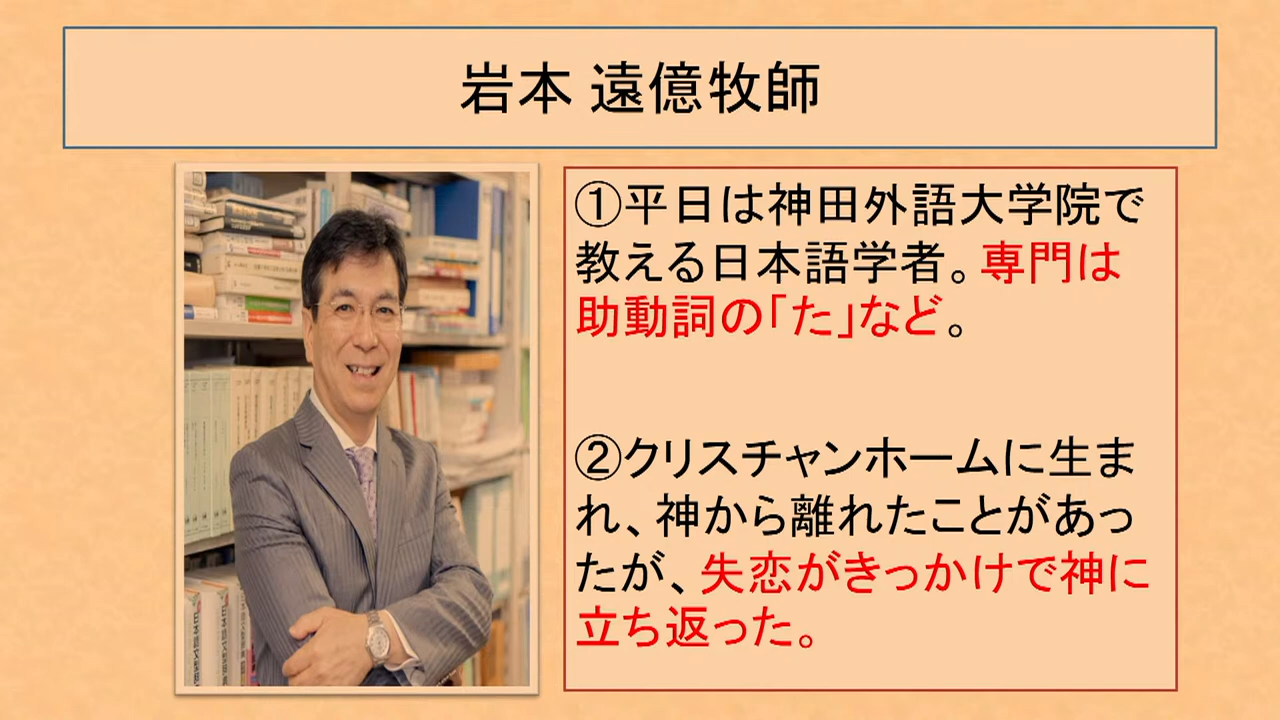 岩本 遠億牧師
①平日は神田外語大学院で
教える日本語学者。専門は
助動詞の「た」など。
②クリスチャンホームに生ま
れ、神から離れたことがあっ
たが、失恋がきっかけで神に
立ち返った。